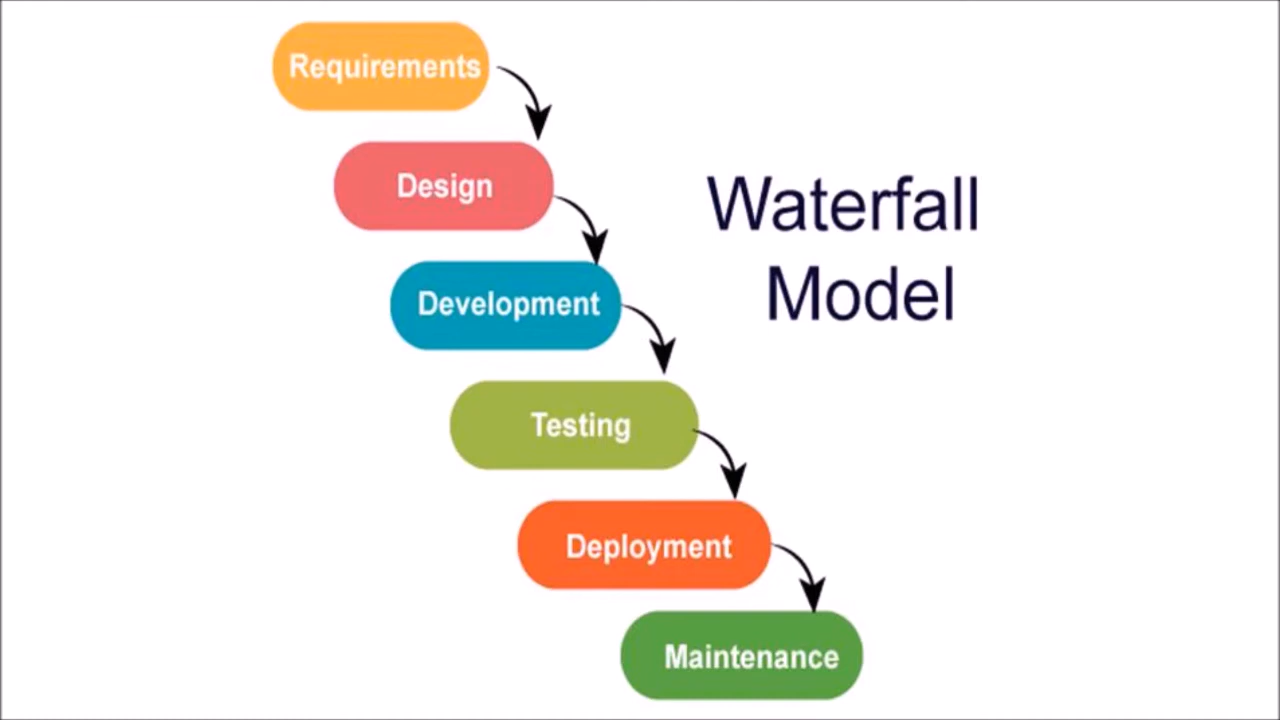 Requirements
Design
Waterfall
Model
Development
Testing
Deployment
Maintenance